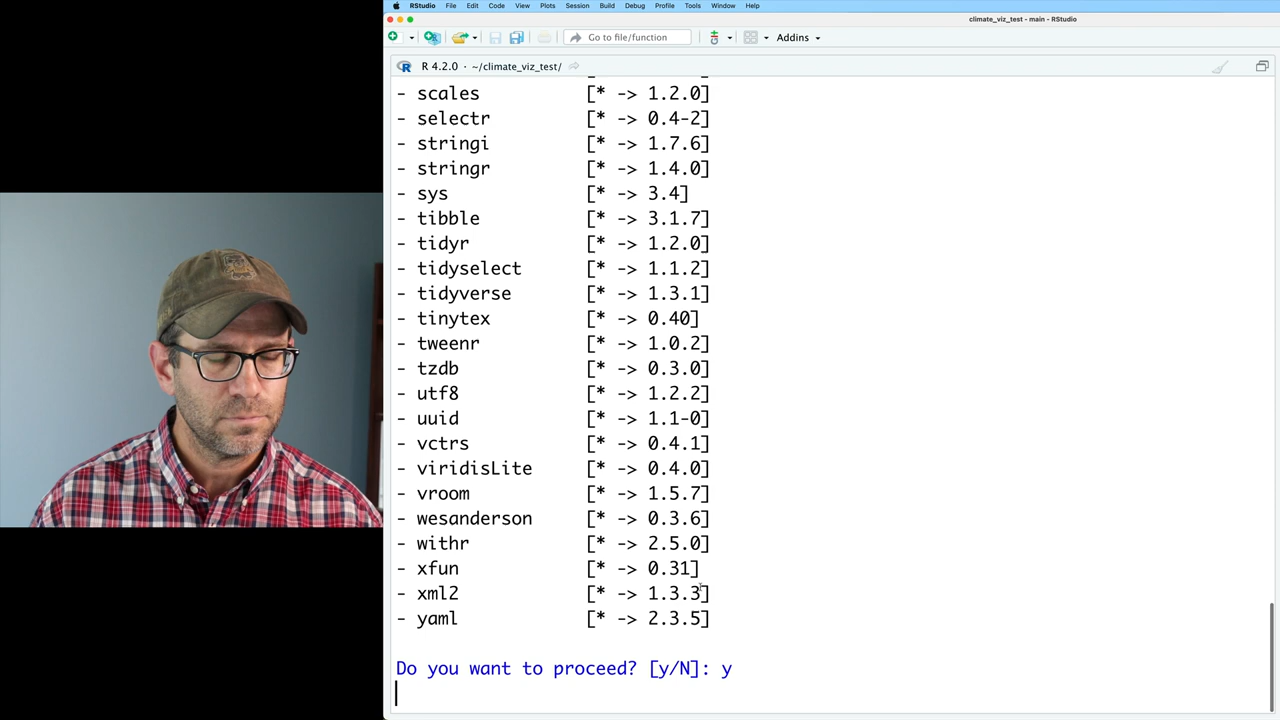 RStudio File Edit Code View Plots Session Build Debug Profile Tools Window Help
climate_viz_test - main - RStudio
Go to file/function Addins
R 4.2.0 · ~/climate_viz_test/
- scales [* -> 1.2.0]
- selectr [* -> 0.4-2]
- stringi [* -> 1.7.6]
- stringr [* -> 1.4.0]
- sys [* -> 3.4]
- tibble [* -> 3.1.7]
- tidyr [* -> 1.2.0]
- tidyselect [* -> 1.1.2]
- tidyverse [* -> 1.3.1]
- tinytex [* -> 0.40]
- tweenr [* -> 1.0.2]
- tzdb [* -> 0.3.0]
- utf8 [* -> 1.2.2]
- uuid [* -> 1.1-0]
- vctrs [* -> 0.4.1]
- viridisLite [* -> 0.4.0]
- vroom [* -> 1.5.7]
- wesanderson [* -> 0.3.6]
- withr [* -> 2.5.0]
- xfun [* -> 0.31]
- xml2 [* -> 1.3.3]
- yaml [* -> 2.3.5]
Do you want to proceed? [y/N]: y